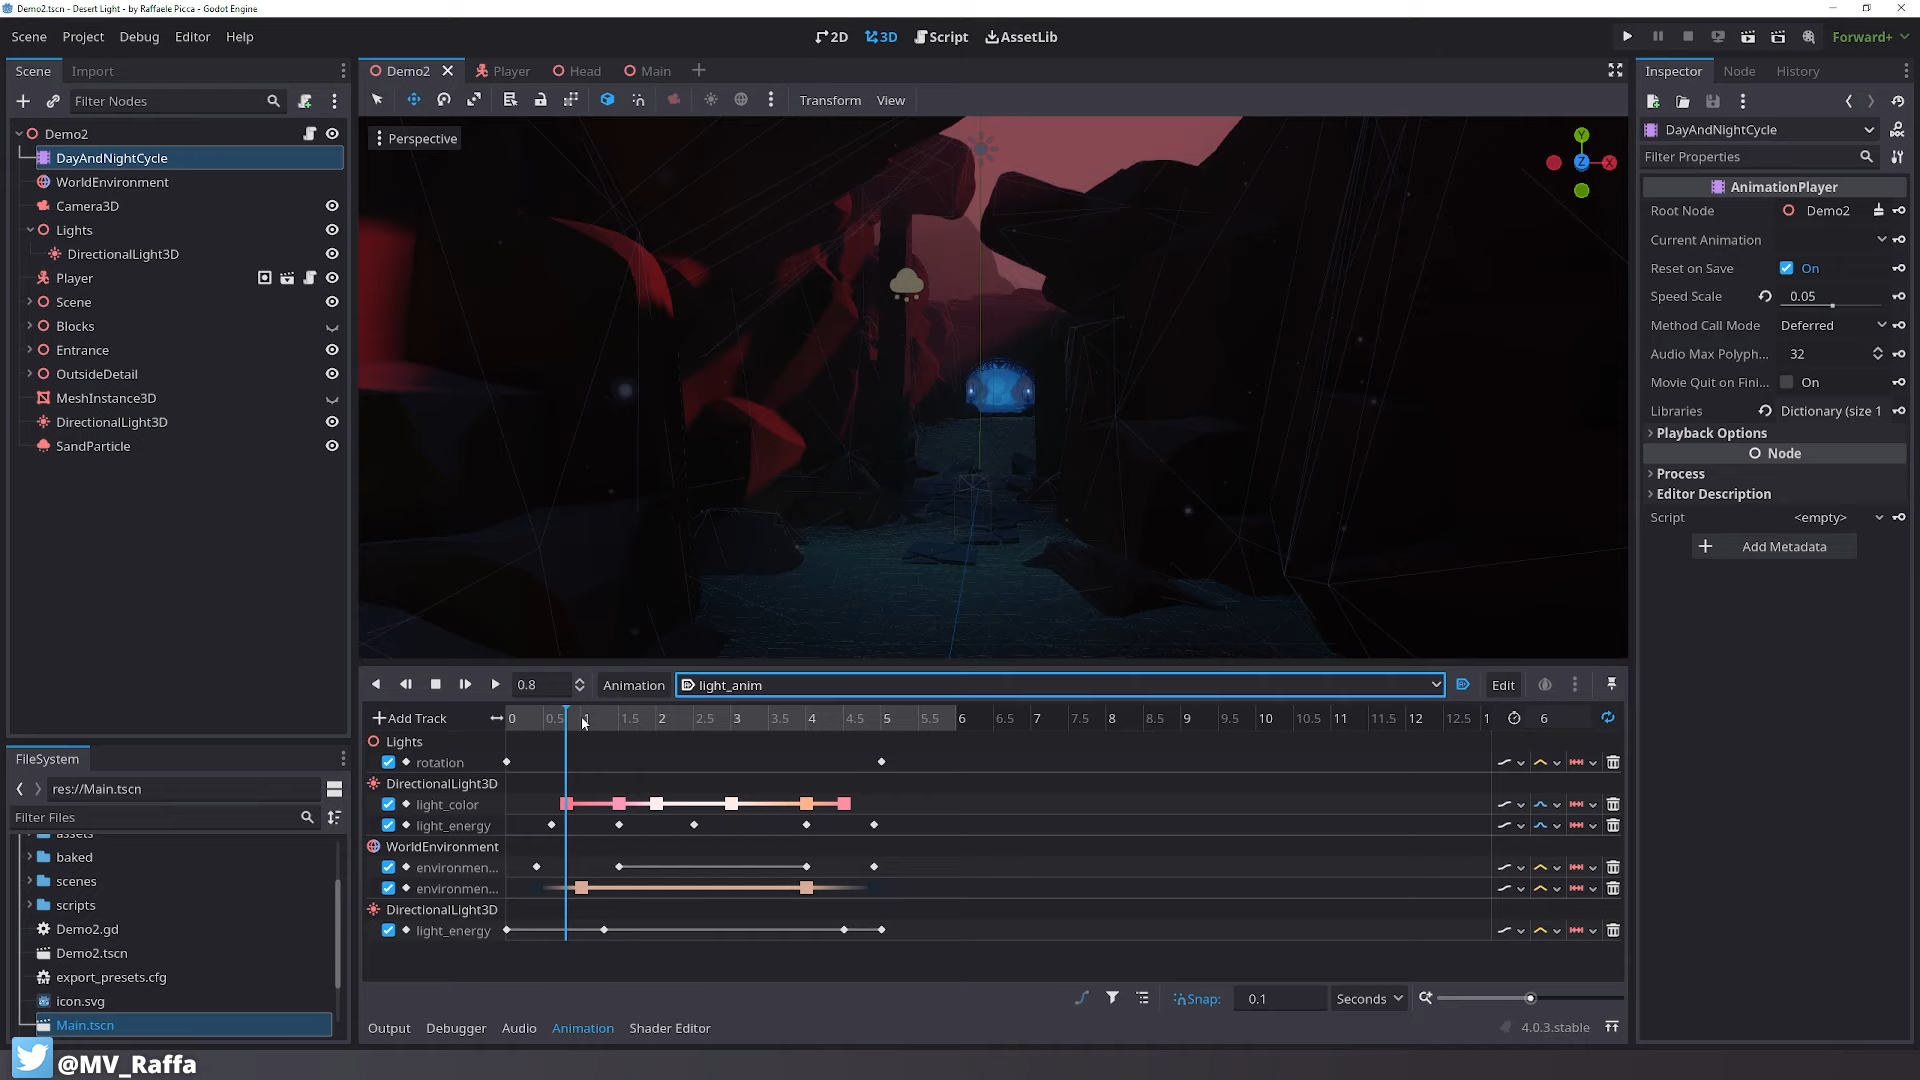 Demo2.tscn - Desert Light - by Raffaele Picca - Godot Engine
Scene Project Debug Editor Help
2D 3D Script AssetLib
Forward+
Scene Import
Filter Nodes
Demo2
DayAndNightCycle
WorldEnvironment
Camera3D
Lights
DirectionalLight3D
Player
Scene
Blocks
Entrance
OutsideDetail
MeshInstance3D
DirectionalLight3D
SandParticle
FileSystem
res://Main.tscn
Filter Files
assets
baked
scenes
scripts
Demo2.gd
Demo2.tscn
export_presets.cfg
icon.svg
Main.tscn
@MV_Raffa
Demo2 Player Head Main
Transform View
Perspective
Y
Z X
0.8 Animation light_anim Edit
Add Track 0 0.5 1 1.5 2 2.5 3 3.5 4 4.5 5 5.5 6 6.5 7 7.5 8 8.5 9 9.5 10 10.5 11 11.5 12 12.5 1 6
Lights
rotation
DirectionalLight3D
light_color
light_energy
WorldEnvironment
environmen...
environmen...
DirectionalLight3D
light_energy
Snap: 0.1 Seconds
Output Debugger Audio Animation Shader Editor 4.0.3.stable
Inspector Node History
DayAndNightCycle
Filter Properties
AnimationPlayer
Root Node Demo2
Current Animation
Reset on Save On
Speed Scale 0.05
Method Call Mode Deferred
Audio Max Polyph... 32
Movie Quit on Fini... On
Libraries Dictionary (size 1
Playback Options
Node
Process
Editor Description
Script <empty>
Add Metadata